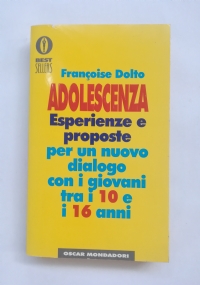 BEST
SELLERS
Françoise Dolto
ADOLESCENZA
Esperienze e
proposte
per un nuovo
dialogo
con i giovani
tra i 10 e
i 16 anni
OSCAR MONDADORI